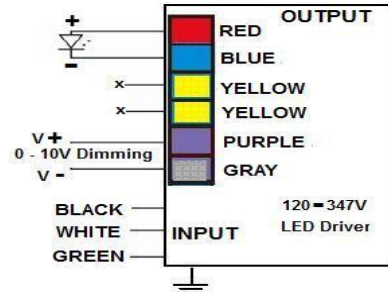 OUTPUT
+
RED
-
BLUE
x
YELLOW
x
YELLOW
V +
PURPLE
0 - 10V Dimming
V -
GRAY
BLACK
120-347V
WHITE
INPUT
LED Driver
GREEN